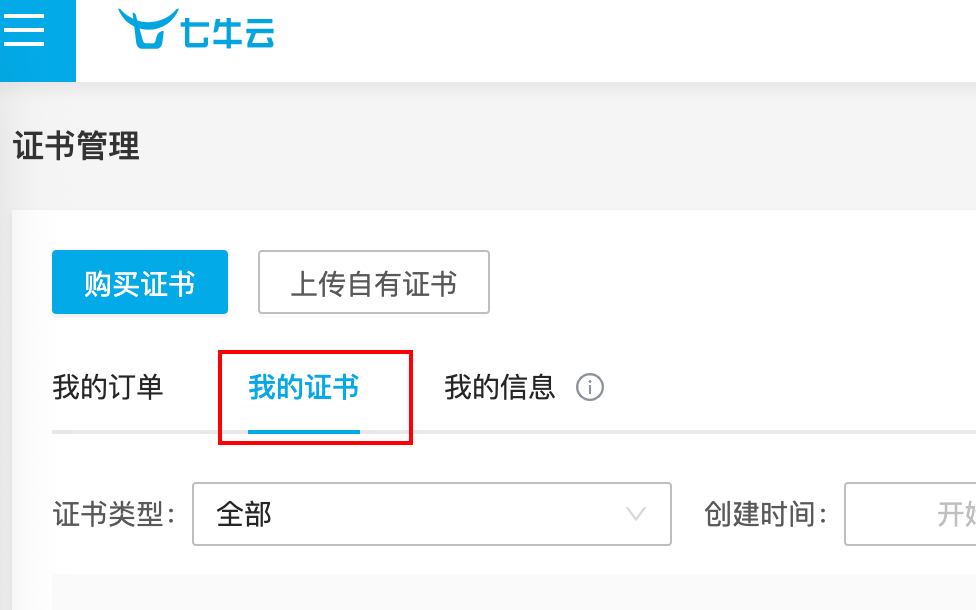 七牛云
证书管理
购买证书 上传自有证书
我的订单 我的证书 我的信息
证书类型： 全部 创建时间： 开